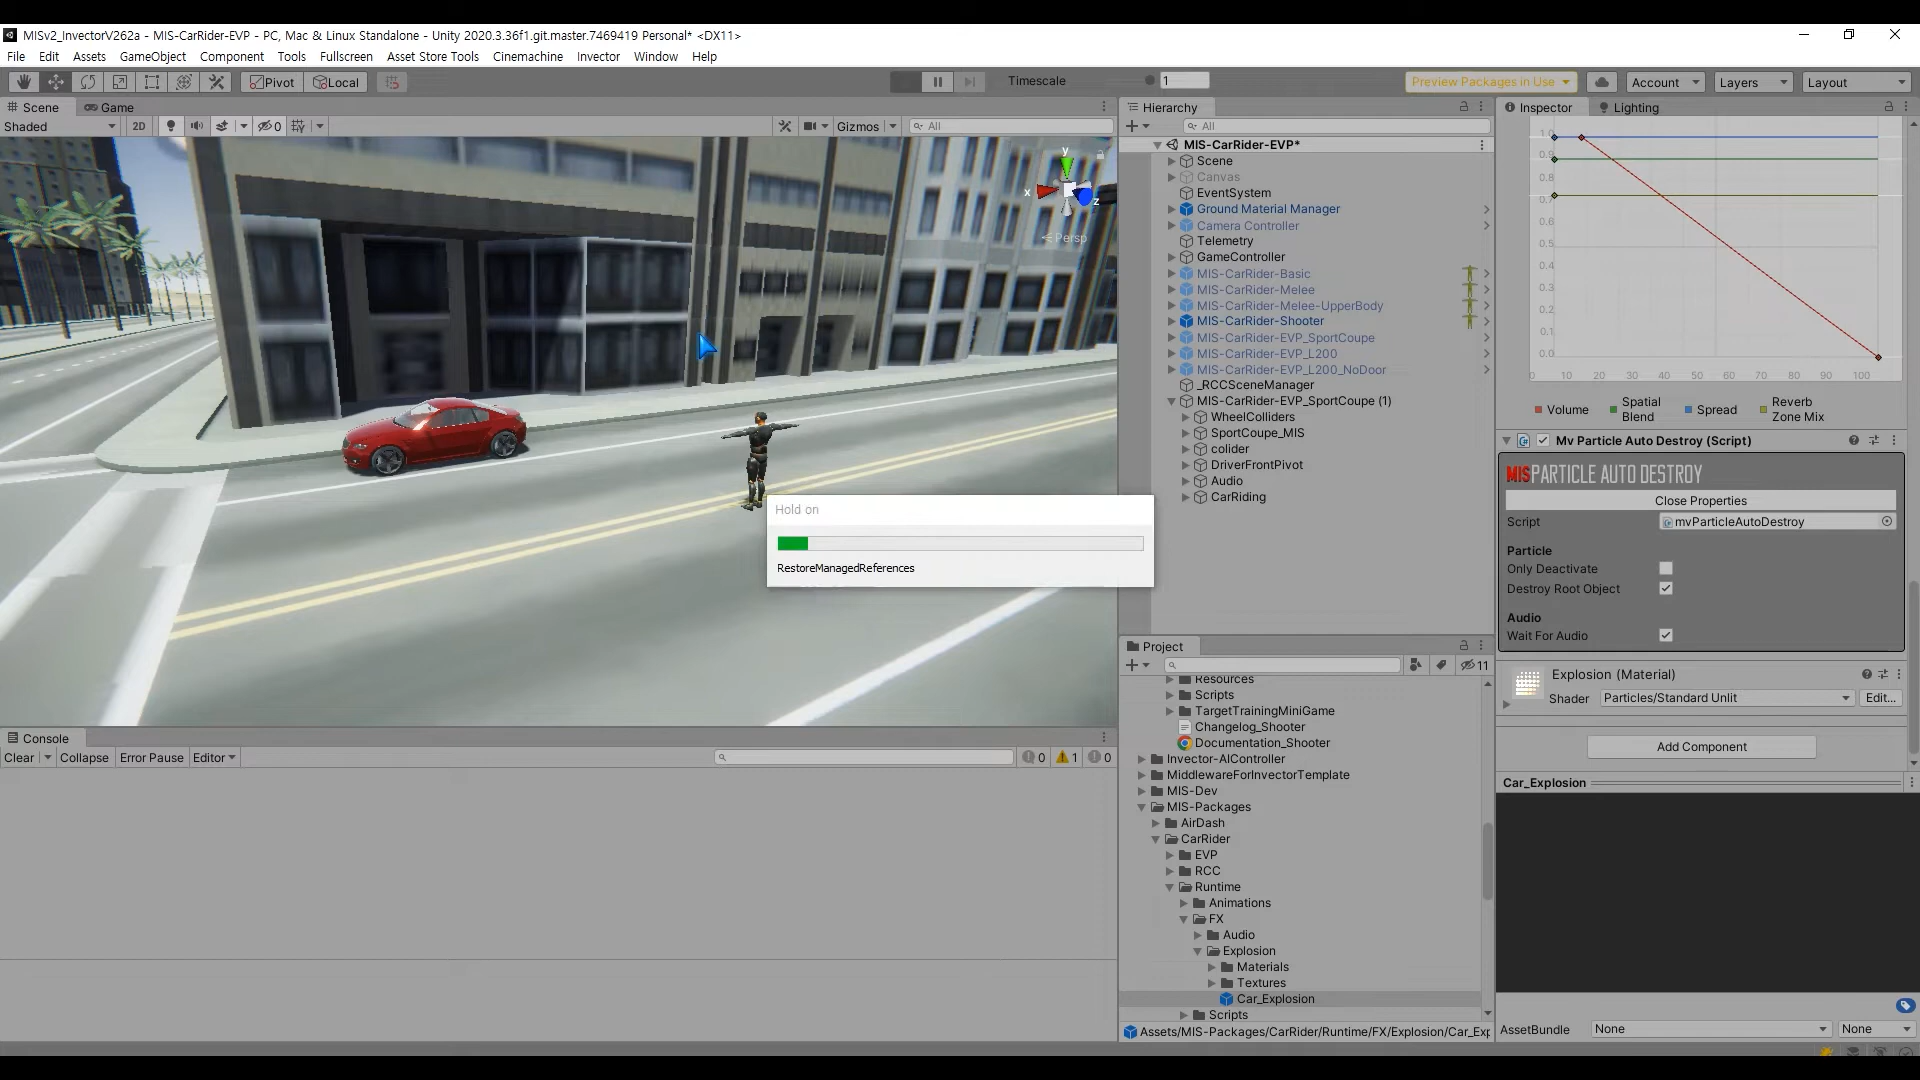 MISv2_InvectorV262a - MIS-CarRider-EVP - PC, Mac & Linux Standalone - Unity 2020.3.36f1.git.master.7469419 Personal* <DX11>
File Edit Assets GameObject Component Tools Fullscreen Asset Store Tools Cinemachine Invector Window Help
Pivot Local Timescale 1 Preview Packages in Use Account Layers Layout
Scene Game
Shaded 2D 0 Gizmos All
y
x
z
Persp
Hold on
RestoreManagedReferences
Console
Clear Collapse Error Pause Editor 0 1 0
Hierarchy
All
MIS-CarRider-EVP*
Scene
Canvas
EventSystem
Ground Material Manager
Camera Controller
Telemetry
GameController
MIS-CarRider-Basic
MIS-CarRider-Melee
MIS-CarRider-Melee-UpperBody
MIS-CarRider-Shooter
MIS-CarRider-EVP_SportCoupe
MIS-CarRider-EVP_L200
MIS-CarRider-EVP_L200_NoDoor
_RCCSceneManager
MIS-CarRider-EVP_SportCoupe (1)
WheelColliders
SportCoupe_MIS
colider
DriverFrontPivot
Audio
CarRiding
Project
11
Resources
Scripts
TargetTrainingMiniGame
Changelog_Shooter
Documentation_Shooter
Invector-AIController
MiddlewareForInvectorTemplate
MIS-Dev
MIS-Packages
AirDash
CarRider
EVP
RCC
Runtime
Animations
FX
Audio
Explosion
Materials
Textures
Car_Explosion
Scripts
Assets/MIS-Packages/CarRider/Runtime/FX/Explosion/Car_Exp
Inspector Lighting
1.0
0.9
0.8
0.7
0.6
0.5
0.4
0.3
0.2
0.1
0.0
0 10 20 30 40 50 60 70 80 90 100
Volume Spatial Blend Spread Reverb Zone Mix
Mv Particle Auto Destroy (Script)
MIS PARTICLE AUTO DESTROY
Close Properties
Script mvParticleAutoDestroy
Particle
Only Deactivate
Destroy Root Object
Audio
Wait For Audio
Explosion (Material)
Shader Particles/Standard Unlit Edit...
Add Component
Car_Explosion
AssetBundle None None